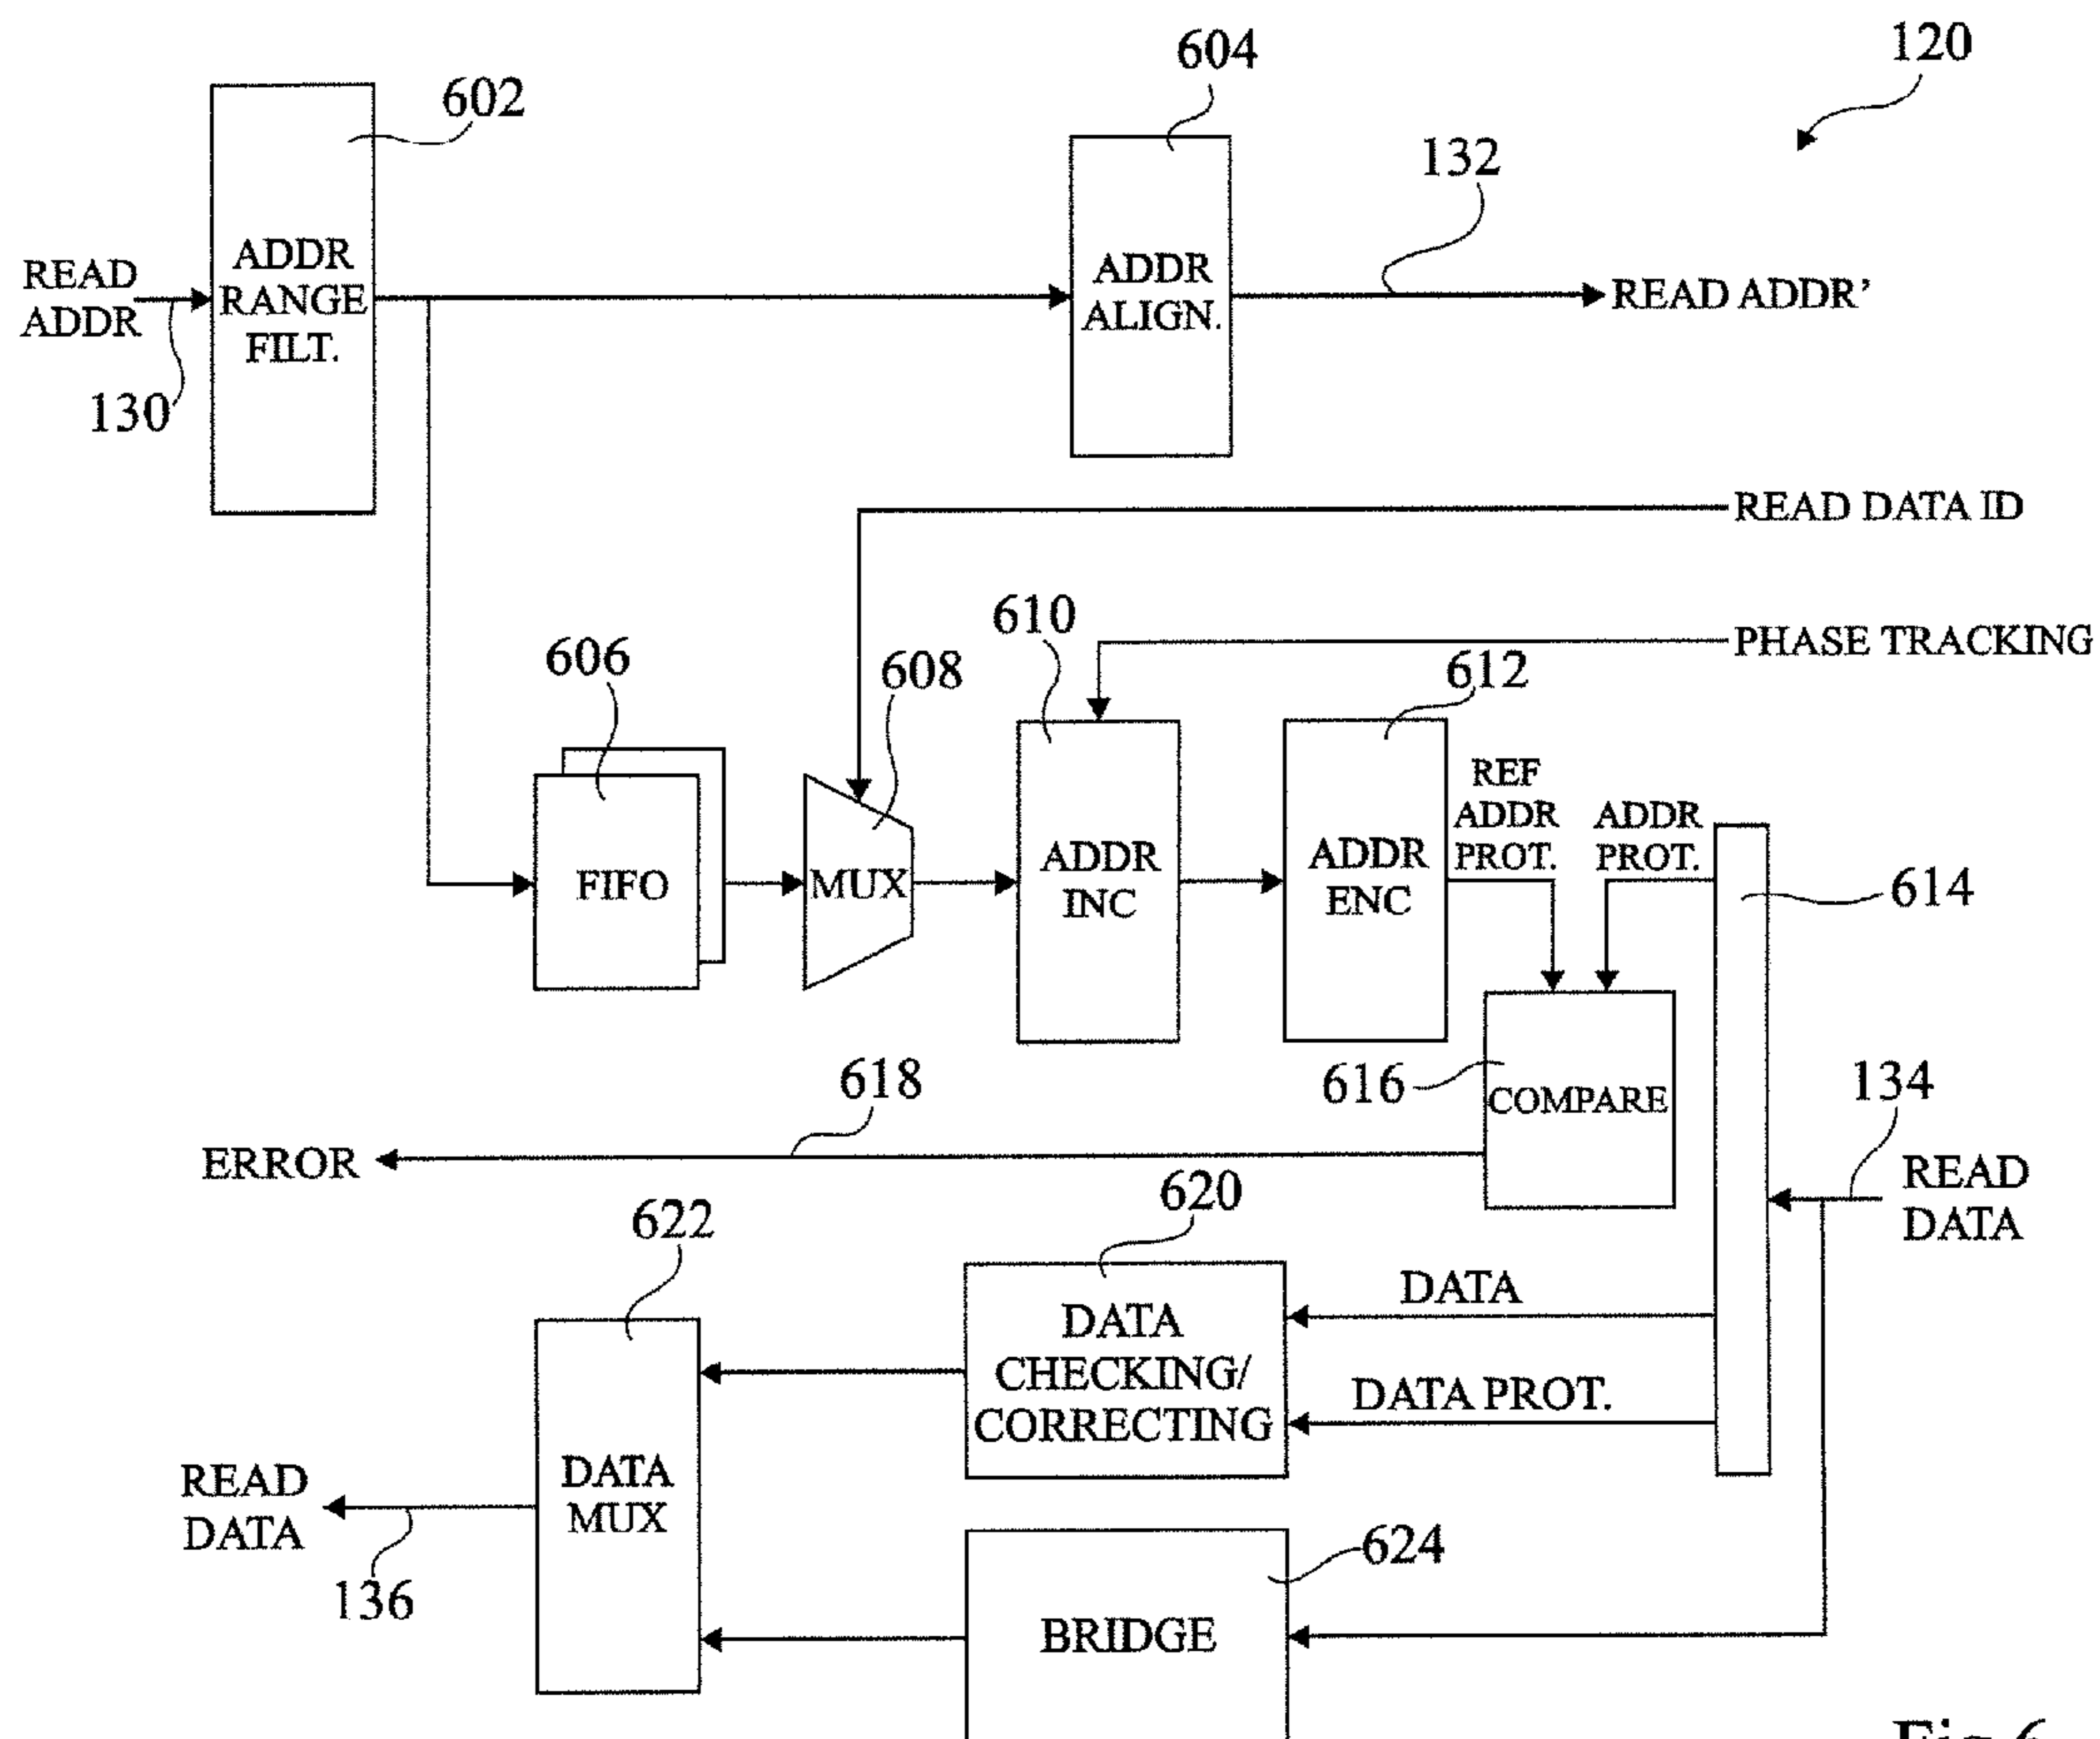 120
604
602
132
READ
ADDR
ADDR
RANGE
FILT.
ADDR
ALIGN.
READ ADDR’
130
READ DATA ID
PHASE TRACKING
610
606
608
612
REF
ADDR
PROT.
ADDR
PROT.
FIFO
MUX
ADDR
INC
ADDR
ENC
614
616
COMPARE
134
618
ERROR
READ
DATA
620
622
DATA
DATA
CHECKING/
CORRECTING
DATA PROT.
DATA
MUX
READ
DATA
136
624
BRIDGE
Fig 6